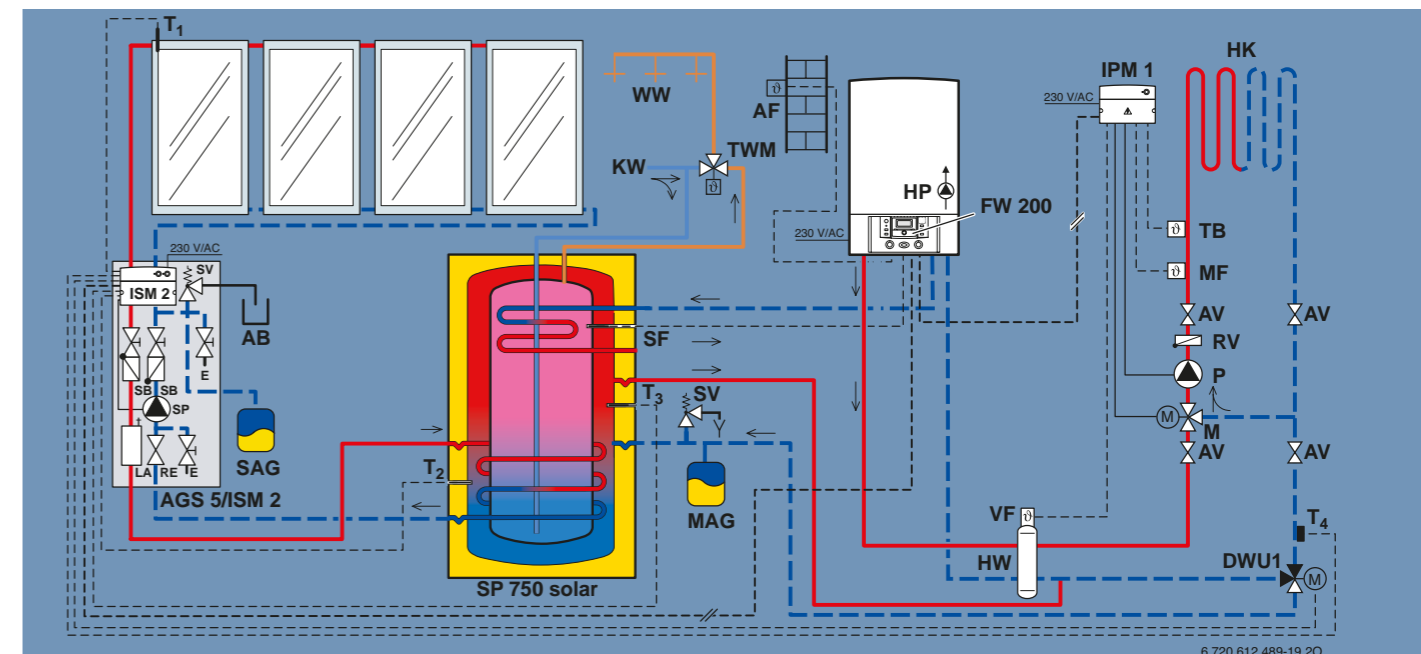 T1
WW
KW
TWM
AF
ϑ
ϑ
HP
FW 200
230 V/AC
IPM 1
230 V/AC
HK
TB
ϑ
MF
ϑ
AV
AV
RV
P
M
M
AV
AV
230 V/AC
ISM 2
SV
AB
E
SB
SB
SP
LA
RE
E
SAG
AGS 5/ISM 2
SF
T3
T2
SV
MAG
SP 750 solar
VF
ϑ
HW
T4
DWU1
M
6 720 612 489-19.2O